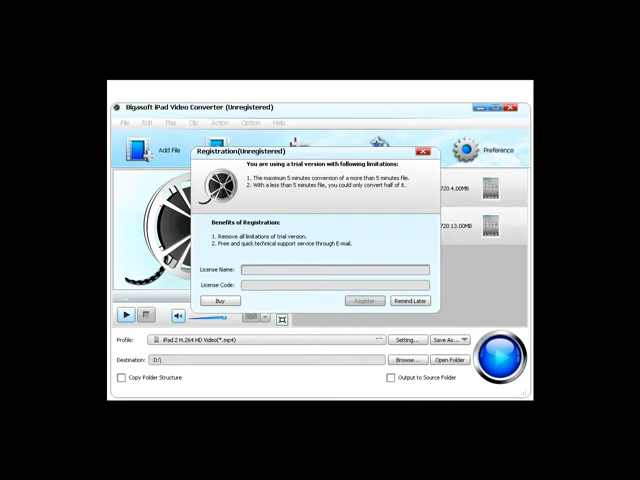 Bigasoft iPad Video Converter (Unregistered)
File Edit Play Clip Action Option Help
Add File
Preference
Registration(Unregistered)
You are using a trial version with following limitations:
1. The maximum 5 minutes conversion of a more than 5 minutes file.
2. With a less than 5 minutes file, you could only convert half of it.
720 4.00MB
720 13.00MB
Benefits of Registration:
1. Remove all limitations of trial version.
2. Free and quick technical support service through E-mail.
License Name:
License Code:
Buy
Register
Remind Later
Profile:
iPad 2 H.264 HD Video(*.mp4)
Setting...
Save As...
Destination:
D:\
Browse...
Open Folder
Copy Folder Structure
Output to Source Folder